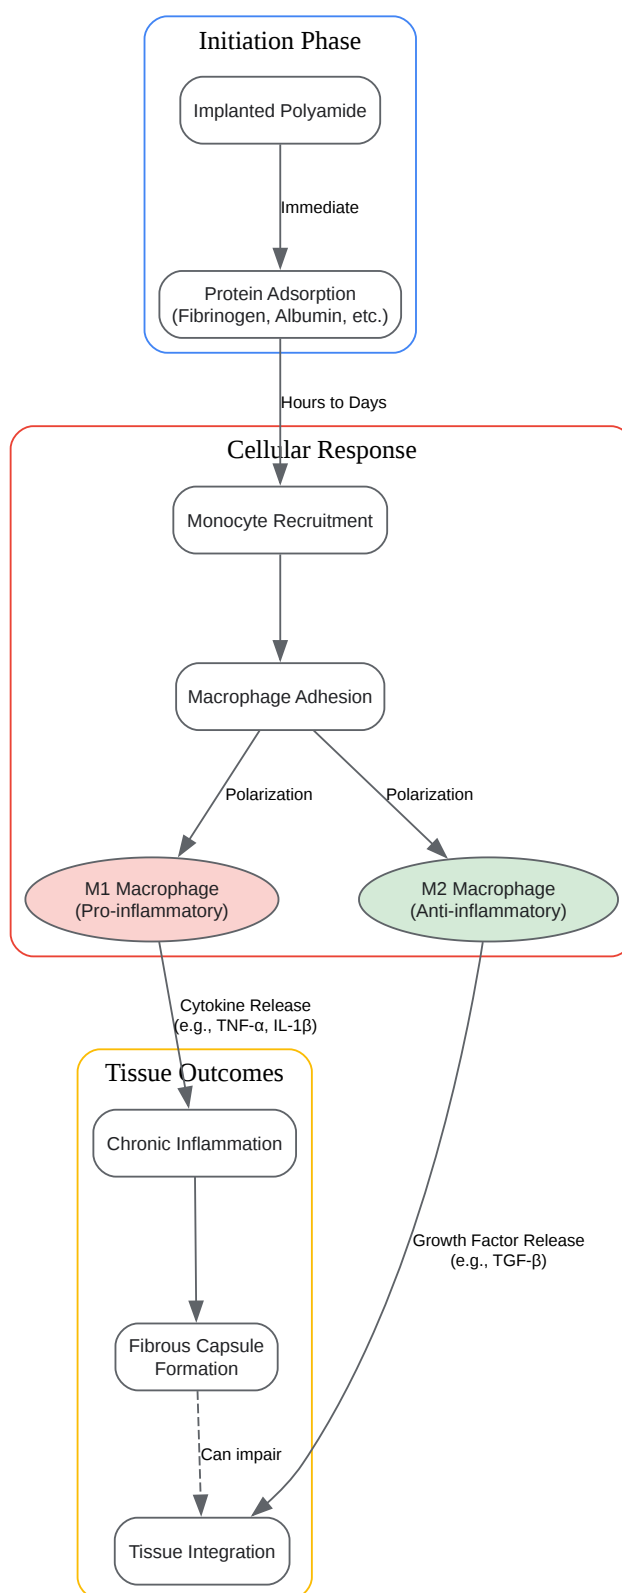 Initiation Phase
Implanted Polyamide
Immediate
Protein Adsorption
(Fibrinogen, Albumin, etc.)
Hours to Days
Cellular Response
Monocyte Recruitment
Macrophage Adhesion
Polarization
Polarization
M1 Macrophage
(Pro-inflammatory)
M2 Macrophage
(Anti-inflammatory)
Cytokine Release
(e.g., TNF-α, IL-1β)
Tissue Outcomes
Chronic Inflammation
Growth Factor Release
(e.g., TGF-β)
Fibrous Capsule
Formation
Can impair
Tissue Integration